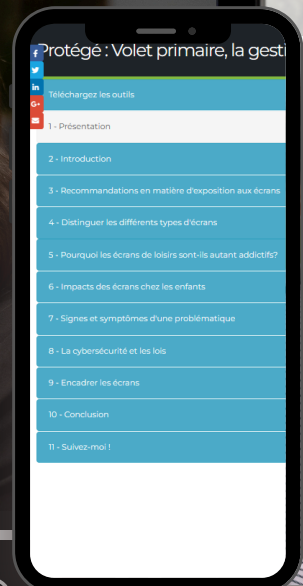 Protégé : Volet primaire, la gesti
Téléchargez les outils
1 - Présentation
2 - Introduction
3 - Recommandations en matière d'exposition aux écrans
4 - Distinguer les différents types d'écrans
5 - Pourquoi les écrans de loisirs sont-ils autant addictifs?
6 - Impacts des écrans chez les enfants
7 - Signes et symptômes d'une problématique
8 - La cybersécurité et les lois
9 - Encadrer les écrans
10 - Conclusion
11 - Suivez-moi !